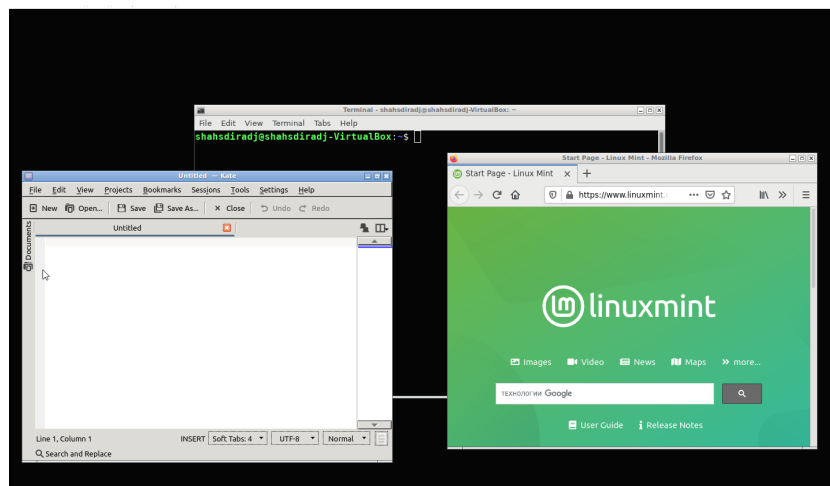 Terminal - shahsdiradj@shahsdiradj-VirtualBox: ~
File Edit View Terminal Tabs Help
shahsdiradj@shahsdiradj-VirtualBox:~$
Untitled — Kate
File Edit View Projects Bookmarks Sessions Tools Settings Help
New Open... Save Save As... Close Undo Redo
Documents
Untitled
Line 1, Column 1 INSERT Soft Tabs: 4 UTF-8 Normal
Search and Replace
Start Page - Linux Mint - Mozilla Firefox
Start Page - Linux Mint
https://www.linuxmint.
linuxmint
Images Video News Maps more...
технологии Google
User Guide Release Notes